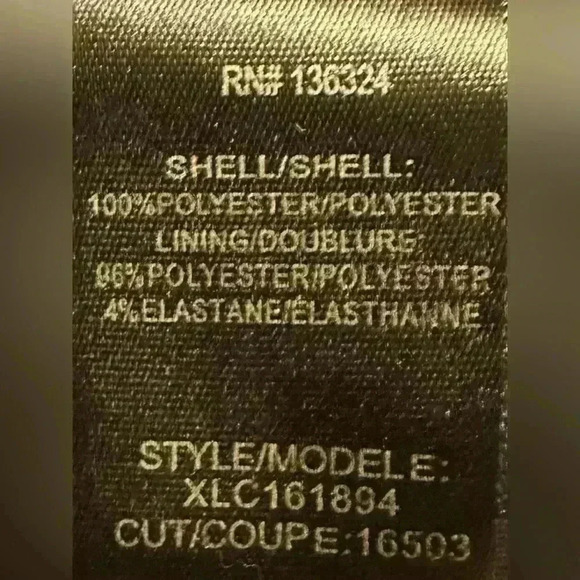 RN# 136324
SHELL/SHELL:
100%POLYESTER/POLYESTER
LINING/DOUBLURE:
96%POLYESTER/POLYESTER
4%ELASTANE/ÉLASTHANNE
STYLE/MODELE:
XLC161894
CUT/COUPE:16503